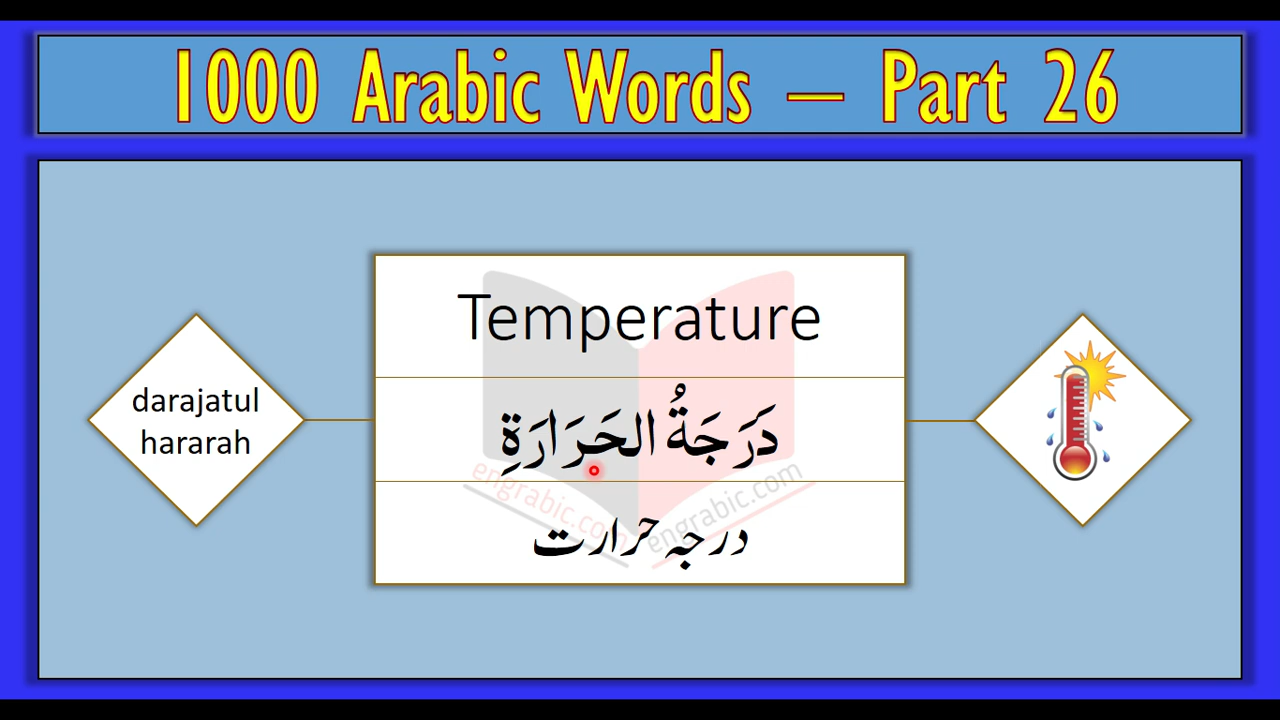 1000 Arabic Words – Part 26
Temperature
darajatul
hararah
دَرَجَةُ الحَرَارَةِ
درجہ حرارت
engrabic.com engrabic.com